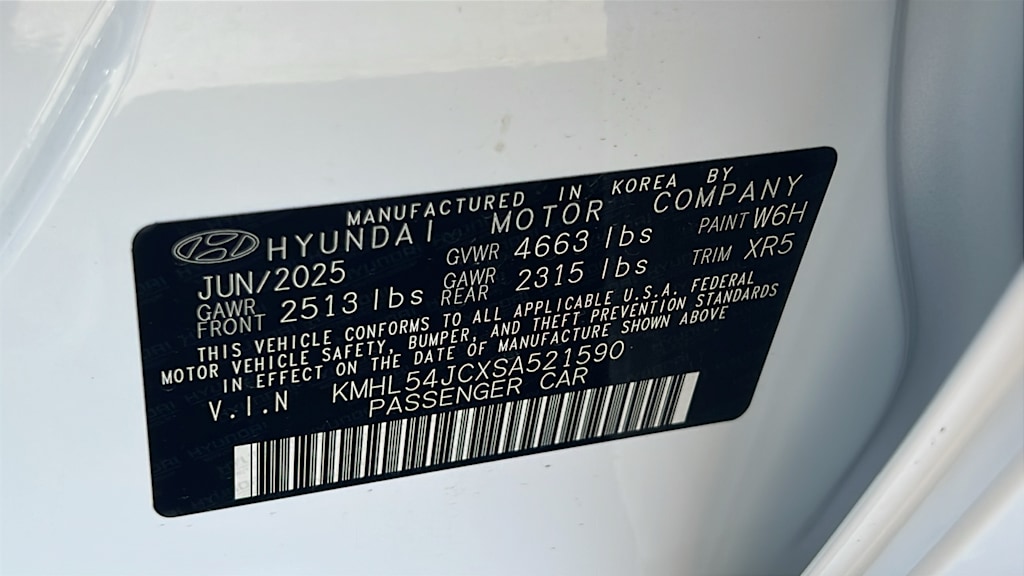 MANUFACTURED IN KOREA BY
HYUNDAI MOTOR COMPANY
JUN/2025 GVWR 4663 lbs PAINT W6H
GAWR FRONT 2513 lbs GAWR REAR 2315 lbs TRIM XR5
THIS VEHICLE CONFORMS TO ALL APPLICABLE U.S.A. FEDERAL
MOTOR VEHICLE SAFETY, BUMPER, AND THEFT PREVENTION STANDARDS
IN EFFECT ON THE DATE OF MANUFACTURE SHOWN ABOVE
V.I.N KMHL54JCXSA521590
PASSENGER CAR